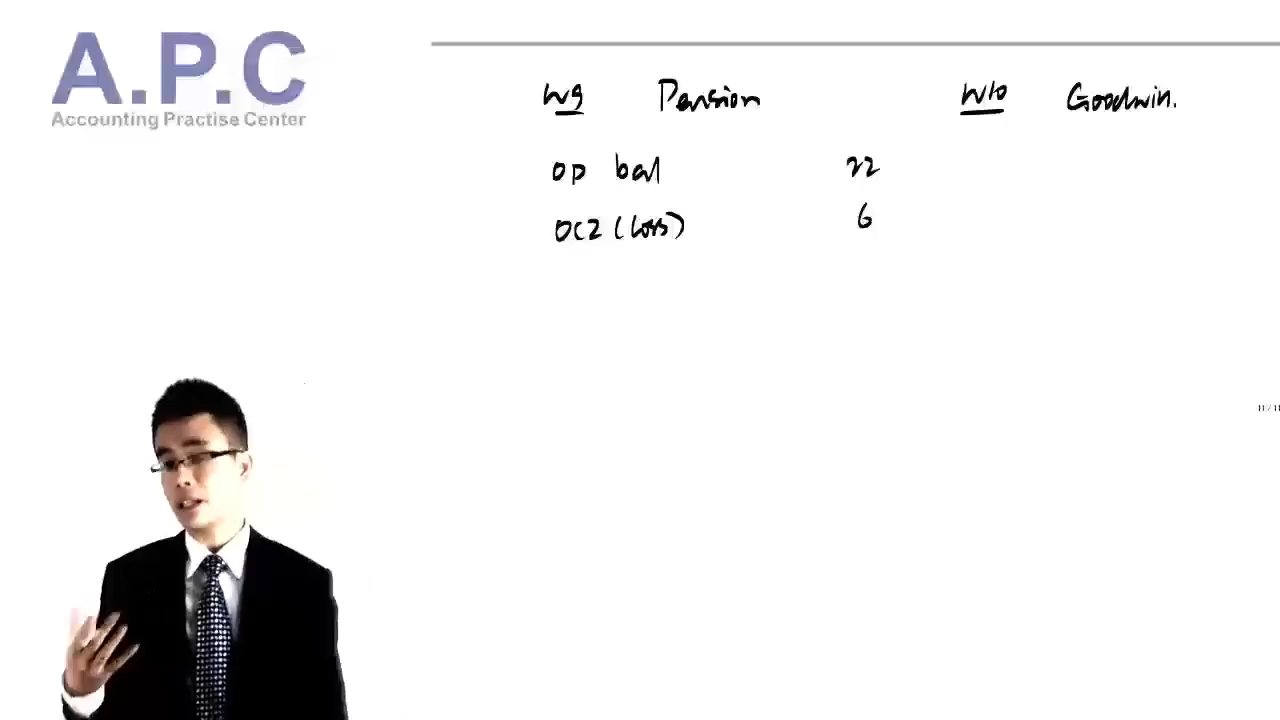 A.P.C
Accounting Practise Center
W9 Pension
op bal 22
OCI (loss) 6
W10 Goodwin.